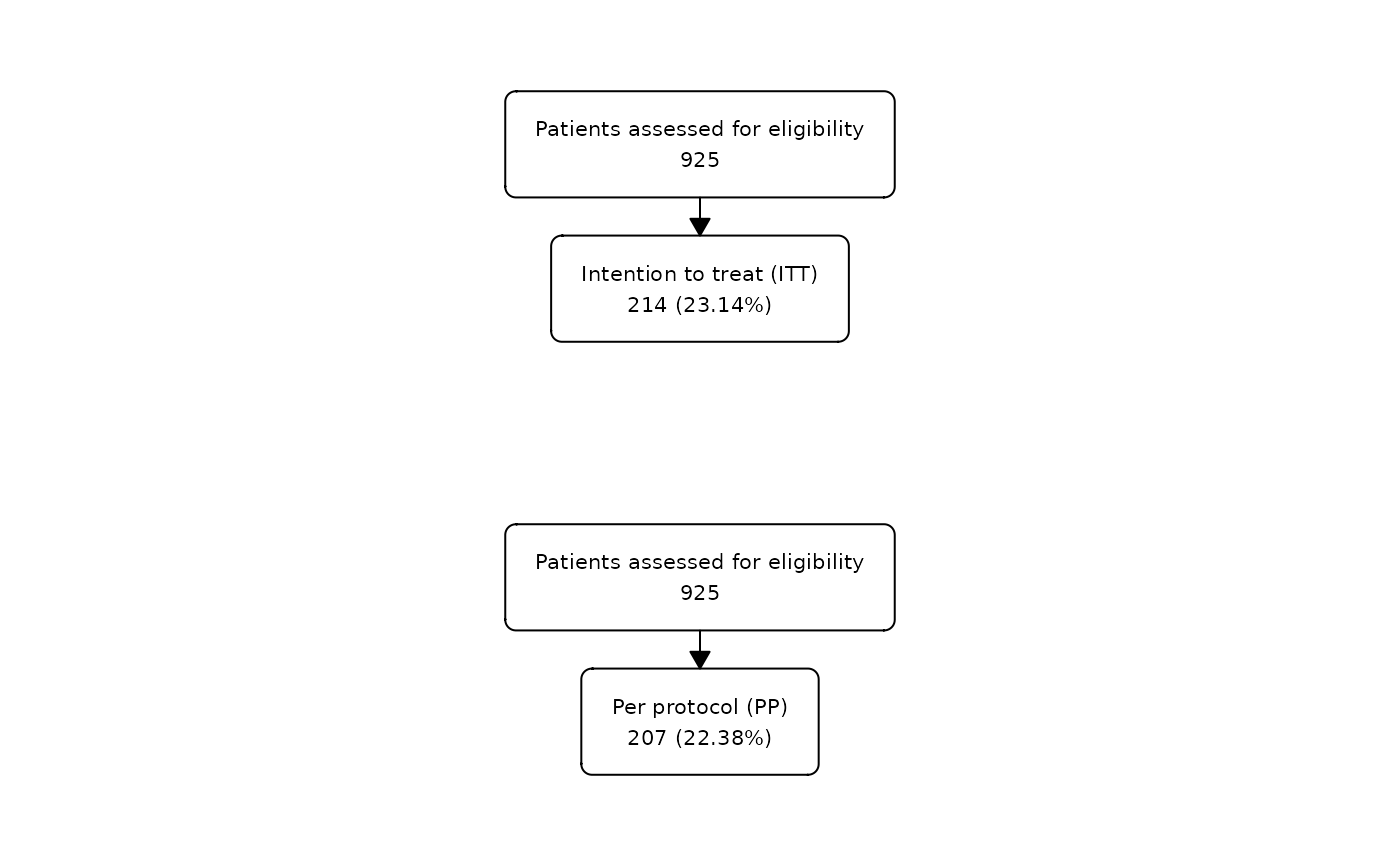 Patients assessed for eligibility
925
Intention to treat (ITT)
214 (23.14%)
Patients assessed for eligibility
925
Per protocol (PP)
207 (22.38%)